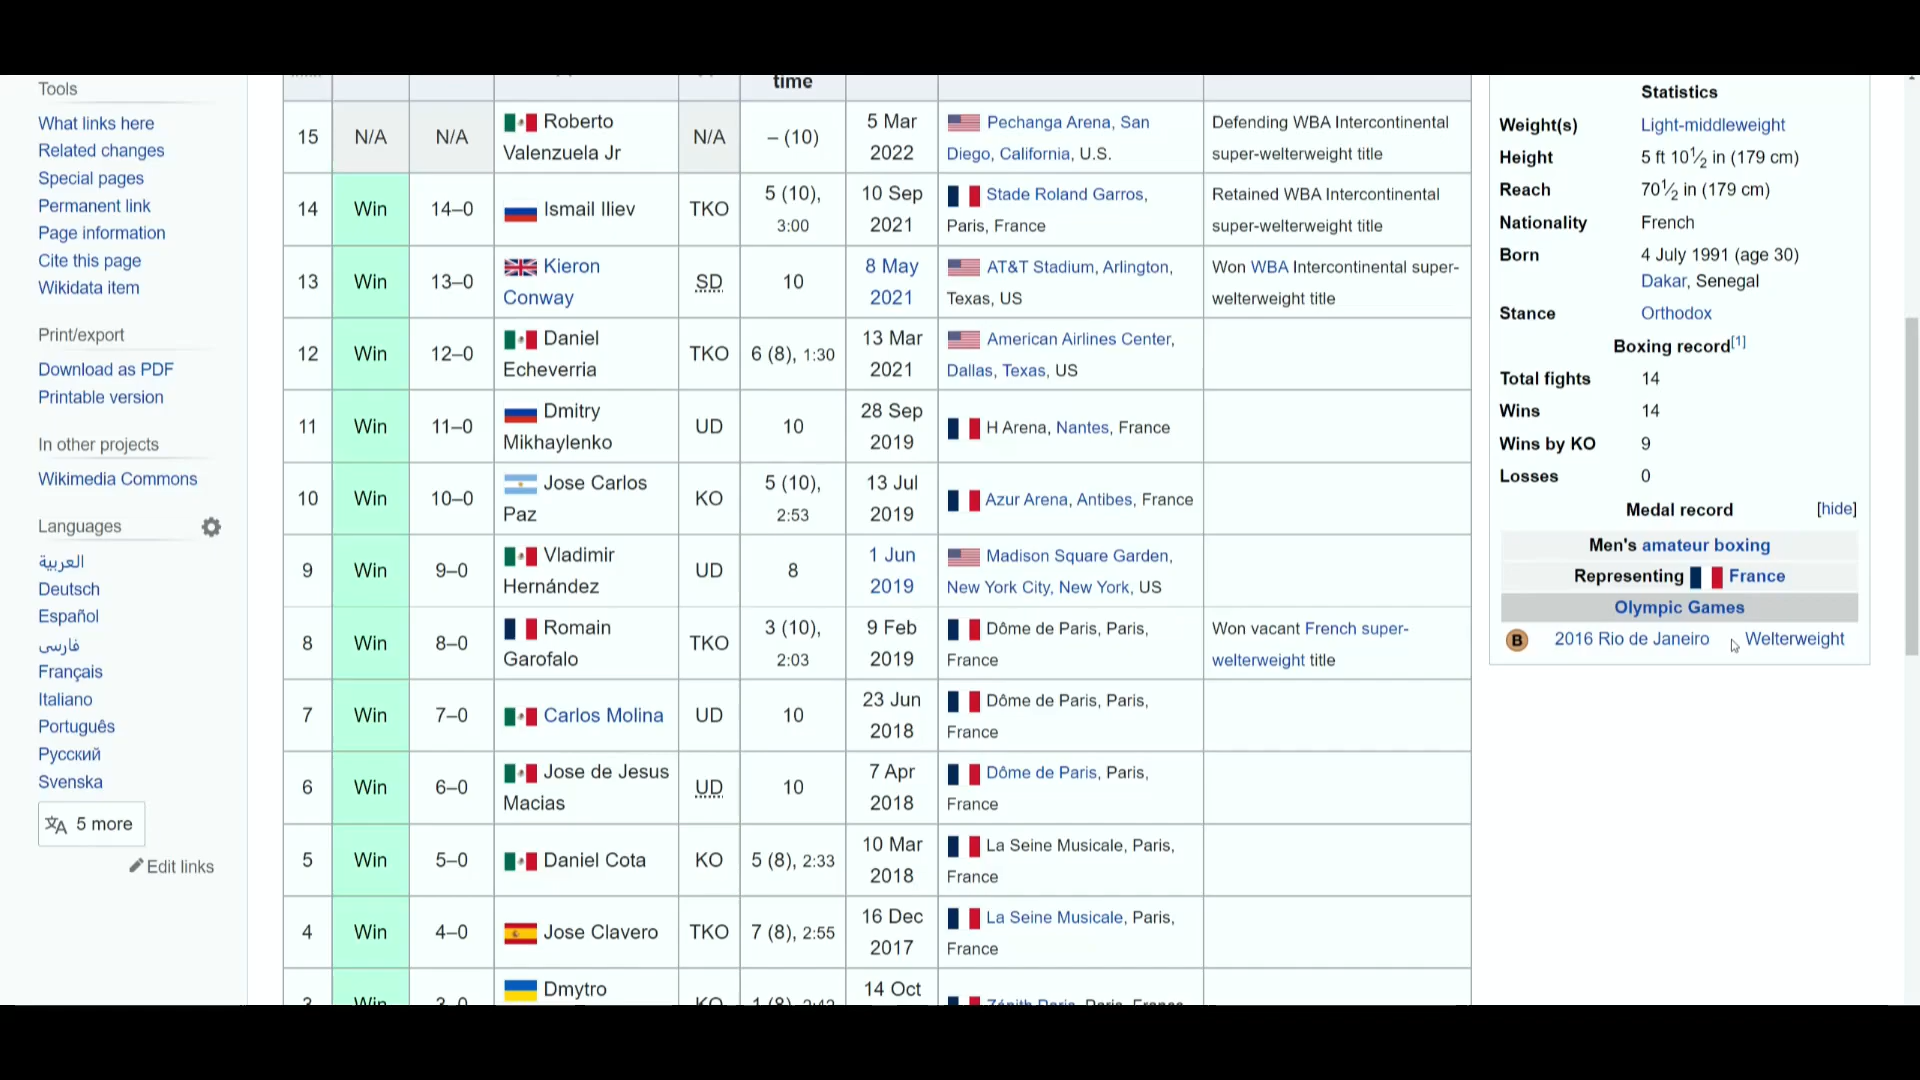 Tools
What links here
Related changes
Special pages
Permanent link
Page information
Cite this page
Wikidata item
Print/export
Download as PDF
Printable version
In other projects
Wikimedia Commons
Languages
العربية
Deutsch
Español
فارسی
Français
Italiano
Português
Русский
Svenska
5 more
Edit links
time
15 N/A N/A Roberto Valenzuela Jr N/A – (10) 5 Mar 2022 Pechanga Arena, San Diego, California, U.S. Defending WBA Intercontinental super-welterweight title
14 Win 14–0 Ismail Iliev TKO 5 (10), 3:00 10 Sep 2021 Stade Roland Garros, Paris, France Retained WBA Intercontinental super-welterweight title
13 Win 13–0 Kieron Conway SD 10 8 May 2021 AT&T Stadium, Arlington, Texas, US Won WBA Intercontinental super-welterweight title
12 Win 12–0 Daniel Echeverria TKO 6 (8), 1:30 13 Mar 2021 American Airlines Center, Dallas, Texas, US
11 Win 11–0 Dmitry Mikhaylenko UD 10 28 Sep 2019 H Arena, Nantes, France
10 Win 10–0 Jose Carlos Paz KO 5 (10), 2:53 13 Jul 2019 Azur Arena, Antibes, France
9 Win 9–0 Vladimir Hernández UD 8 1 Jun 2019 Madison Square Garden, New York City, New York, US
8 Win 8–0 Romain Garofalo TKO 3 (10), 2:03 9 Feb 2019 Dôme de Paris, Paris, France Won vacant French super-welterweight title
7 Win 7–0 Carlos Molina UD 10 23 Jun 2018 Dôme de Paris, Paris, France
6 Win 6–0 Jose de Jesus Macias UD 10 7 Apr 2018 Dôme de Paris, Paris, France
5 Win 5–0 Daniel Cota KO 5 (8), 2:33 10 Mar 2018 La Seine Musicale, Paris, France
4 Win 4–0 Jose Clavero TKO 7 (8), 2:55 16 Dec 2017 La Seine Musicale, Paris, France
3 Win 3–0 Dmytro KO 14 Oct Zénith Paris, Paris, France
Statistics
Weight(s) Light-middleweight
Height 5 ft 10 1⁄2 in (179 cm)
Reach 70 1⁄2 in (179 cm)
Nationality French
Born 4 July 1991 (age 30)
Dakar, Senegal
Stance Orthodox
Boxing record[1]
Total fights 14
Wins 14
Wins by KO 9
Losses 0
Medal record [hide]
Men's amateur boxing
Representing France
Olympic Games
B 2016 Rio de Janeiro Welterweight